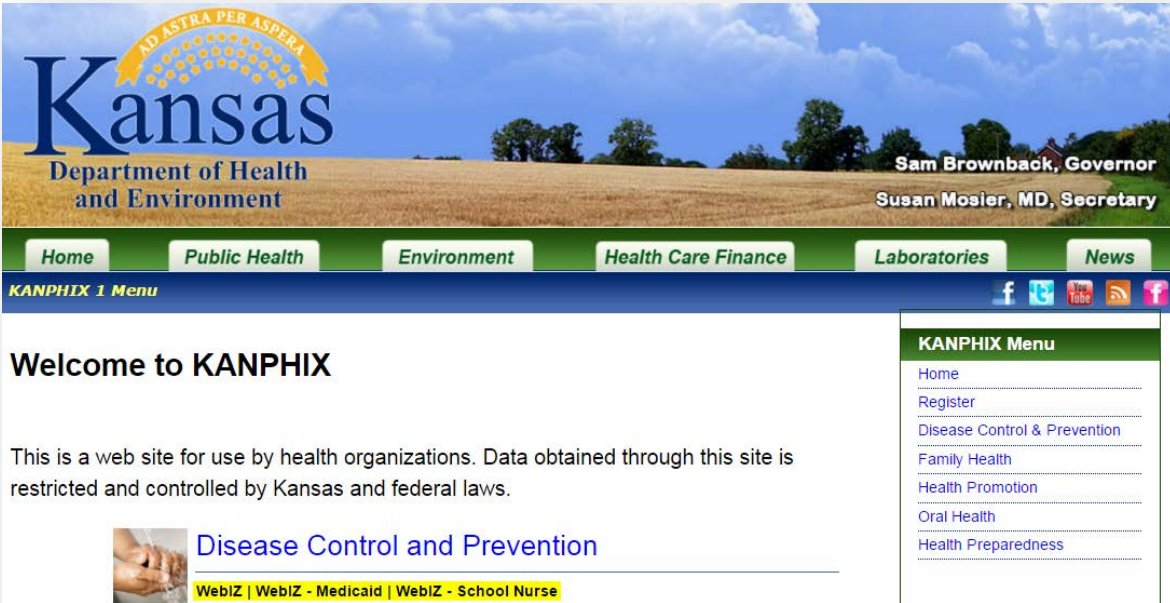 AD ASTRA PER ASPERA
Kansas
Department of Health
and Environment
Sam Brownback, Governor
Susan Mosier, MD, Secretary
Home Public Health Environment Health Care Finance Laboratories News
KANPHIX 1 Menu
f t You Tube f
Welcome to KANPHIX
This is a web site for use by health organizations. Data obtained through this site is
restricted and controlled by Kansas and federal laws.
Disease Control and Prevention
WebIZ | WebIZ - Medicaid | WebIZ - School Nurse
KANPHIX Menu
Home
Register
Disease Control & Prevention
Family Health
Health Promotion
Oral Health
Health Preparedness